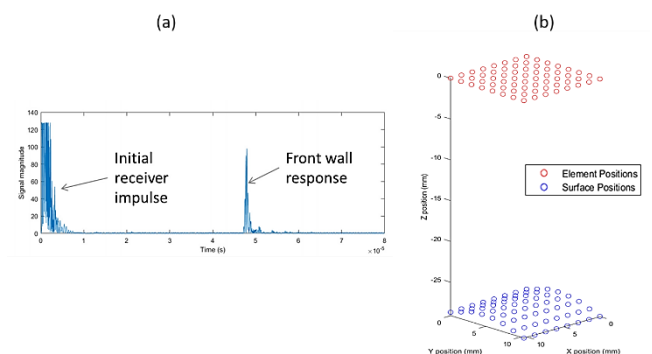 (a)
(b)
140
120
100
80
60
40
20
0
Signal magnitude
Initial
receiver
impulse
Front wall
response
0
1
2
3
4
5
6
7
8
Time (s)
×10⁻⁵
0
-5
-10
-15
-20
-25
Z position (mm)
Element Positions
Surface Positions
0
5
10
Y position (mm)
10
5
0
X position (mm)